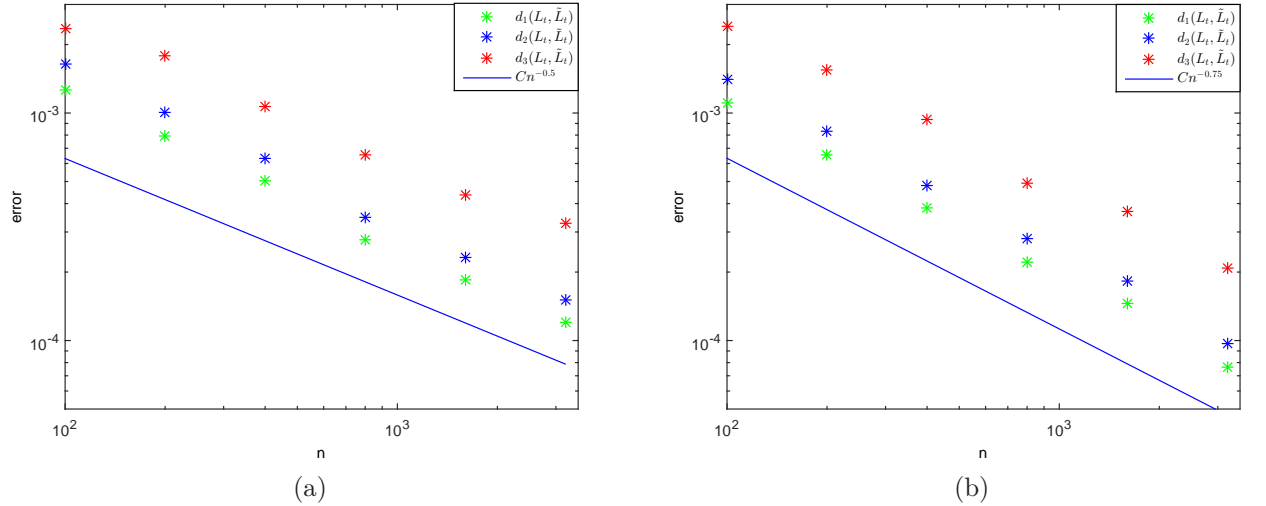 $d_1(L_t, \tilde{L}_t)$
$d_2(L_t, \tilde{L}_t)$
$d_3(L_t, \tilde{L}_t)$
$Cn^{-0.5}$
$10^{-3}$
$10^{-4}$
error
$10^2$
$10^3$
n
(a)
$d_1(L_t, \tilde{L}_t)$
$d_2(L_t, \tilde{L}_t)$
$d_3(L_t, \tilde{L}_t)$
$Cn^{-0.75}$
$10^{-3}$
$10^{-4}$
error
$10^2$
$10^3$
n
(b)